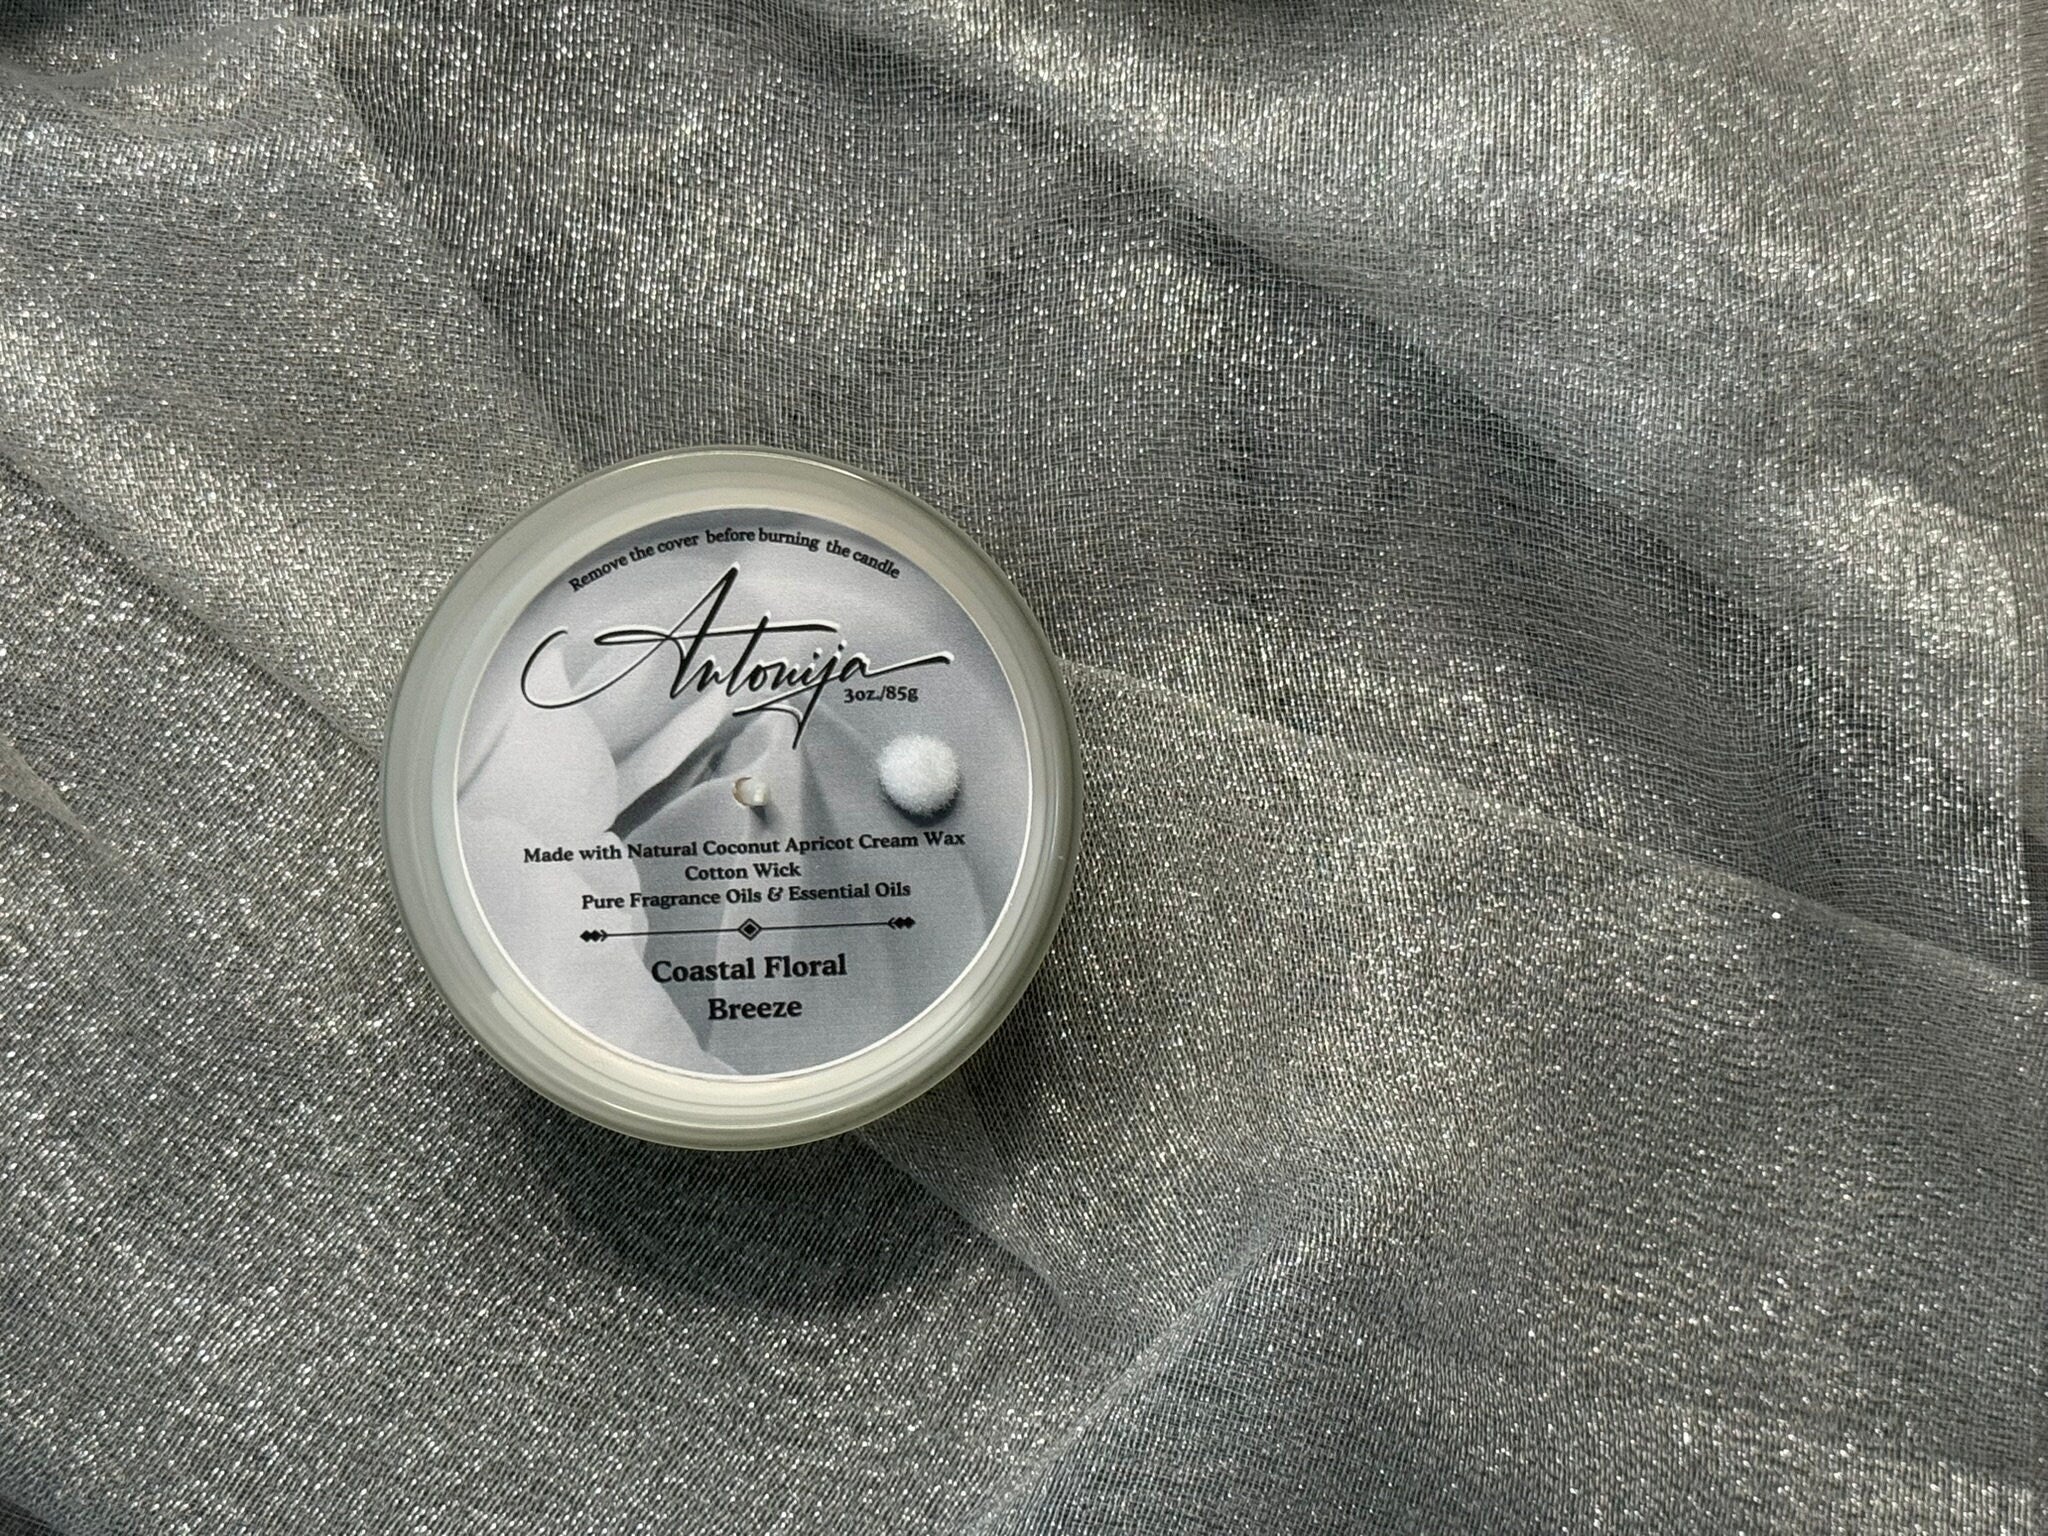 Remove the cover before burning the candle
Antonija
3oz./85g
Made with Natural Coconut Apricot Cream Wax
Cotton Wick
Pure Fragrance Oils & Essential Oils
Coastal Floral
Breeze